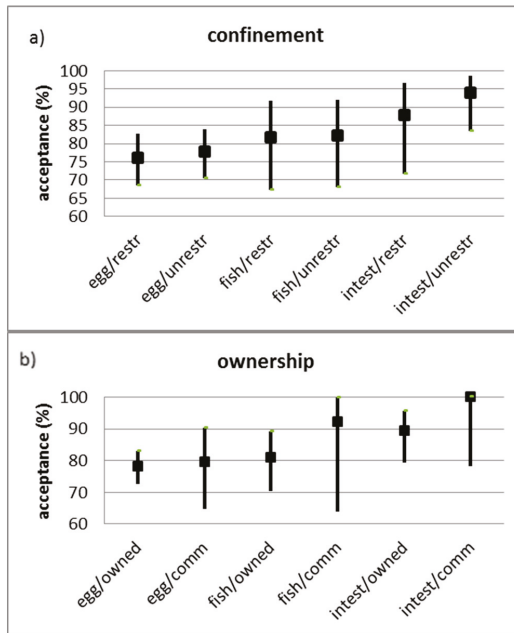 a)
confinement
acceptance (%)
100
95
90
85
80
75
70
65
60
egg/restr
egg/unrestr
fish/restr
fish/unrestr
intest/restr
intest/unrestr
b)
ownership
acceptance (%)
100
90
80
70
60
egg/owned
egg/comm
fish/owned
fish/comm
intest/owned
intest/comm